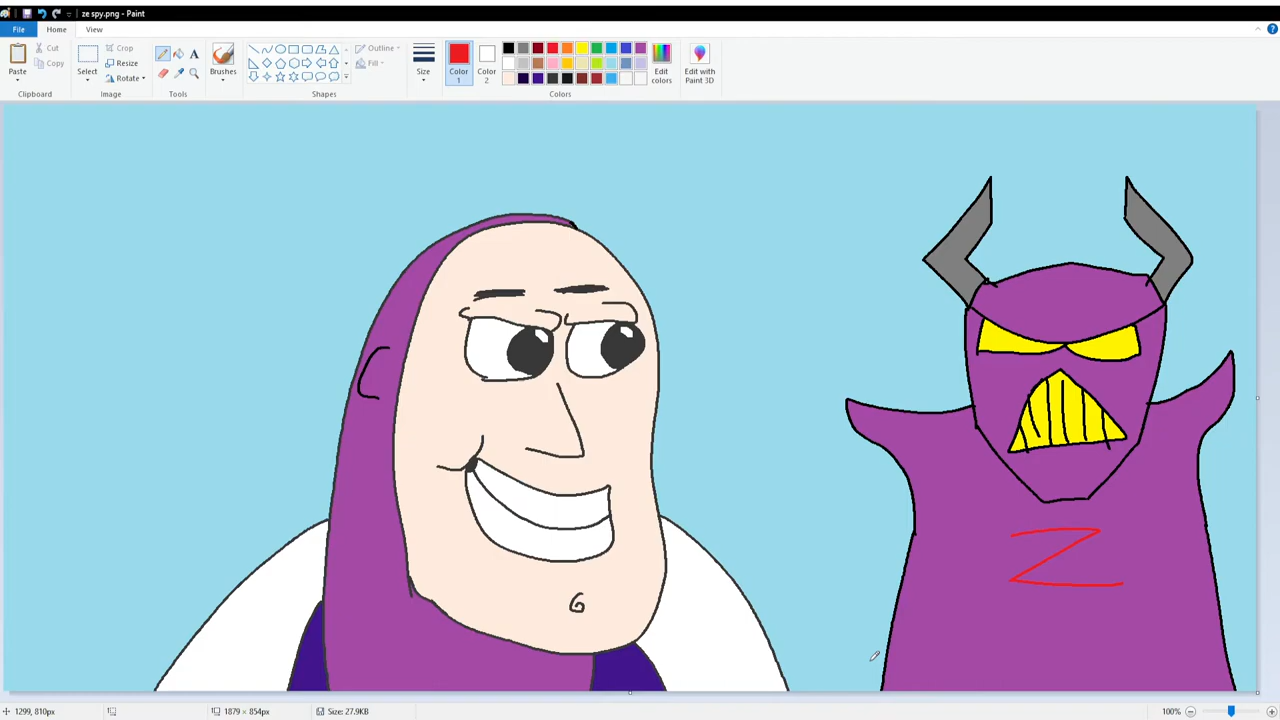 ze spy.png - Paint
File Home View
Paste Cut Copy
Clipboard
Select Crop Resize Rotate
Image
A
Tools
Brushes
Outline Fill
Shapes
Size
Color 1
Color 2
Edit colors
Colors
Edit with Paint 3D
Z
1299, 810px 1879 × 854px Size: 27.9KB 100%